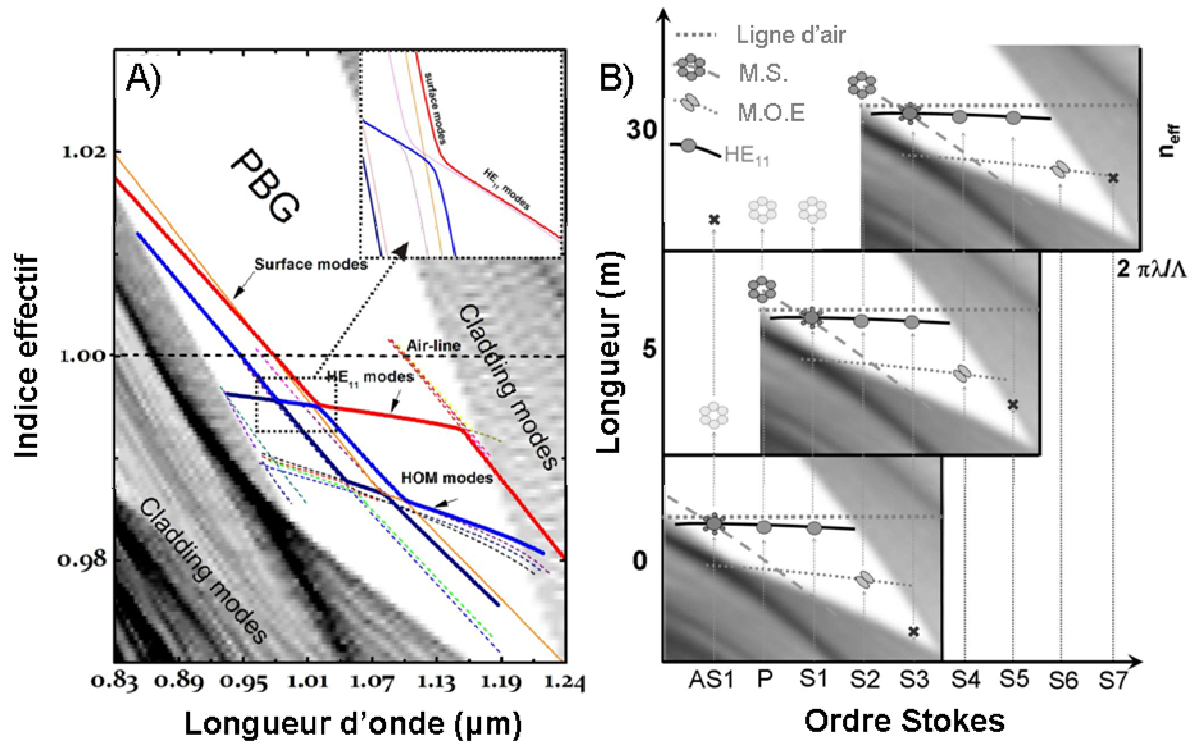 A)
PBG
surface modes
HE11 modes
Surface modes
Air-line
HE11 modes
HOM modes
Cladding modes
Cladding modes
1.02
1.00
0.98
Indice effectif
0.83 0.89 0.95 1.01 1.07 1.13 1.19 1.24
Longueur d'onde (µm)
B)
Ligne d'air
M.S.
M.O.E
HE11
30
5
0
Longueur (m)
neff
2 πλ/Λ
AS1 P S1 S2 S3 S4 S5 S6 S7
Ordre Stokes